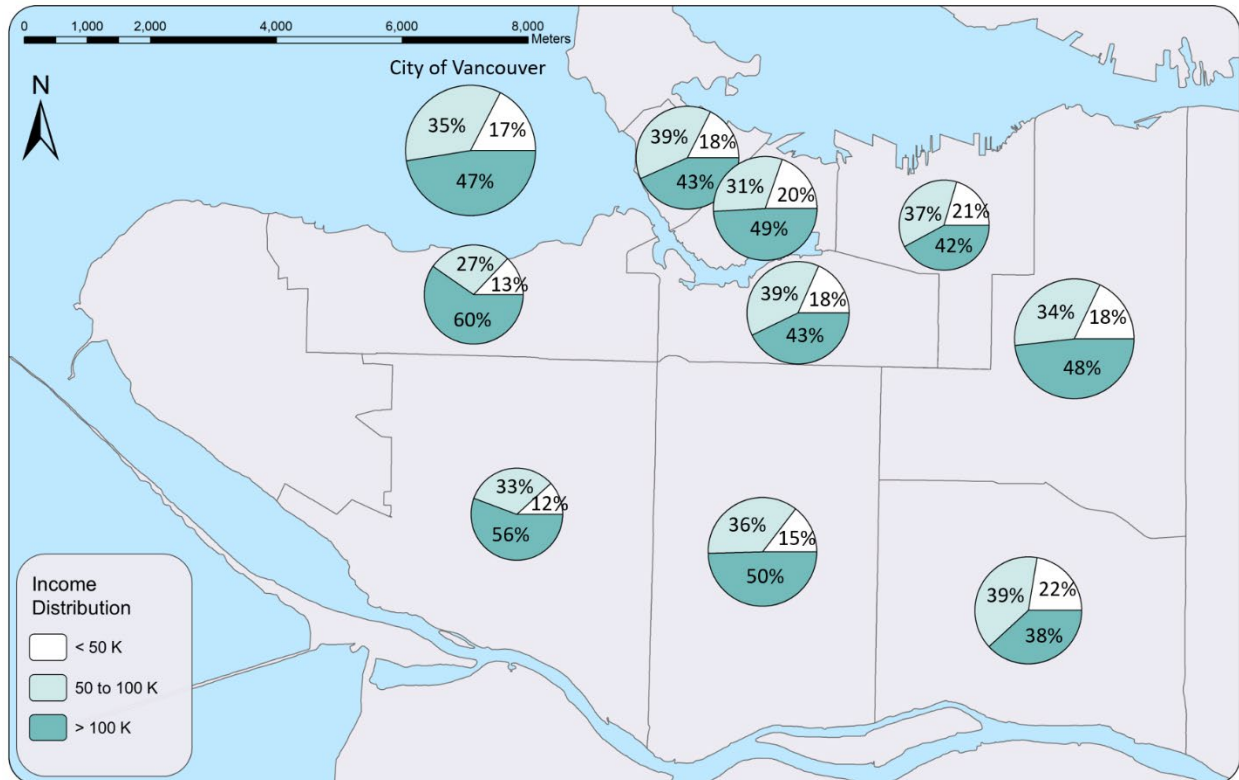 0 1,000 2,000 4,000 6,000 8,000
Meters
City of Vancouver
N
35% 17%
47%
39% 18%
43%
31% 20%
49%
37% 21%
42%
27% 13%
60%
39% 18%
43%
34% 18%
48%
33% 12%
56%
36% 15%
50%
39% 22%
38%
Income
Distribution
< 50 K
50 to 100 K
> 100 K